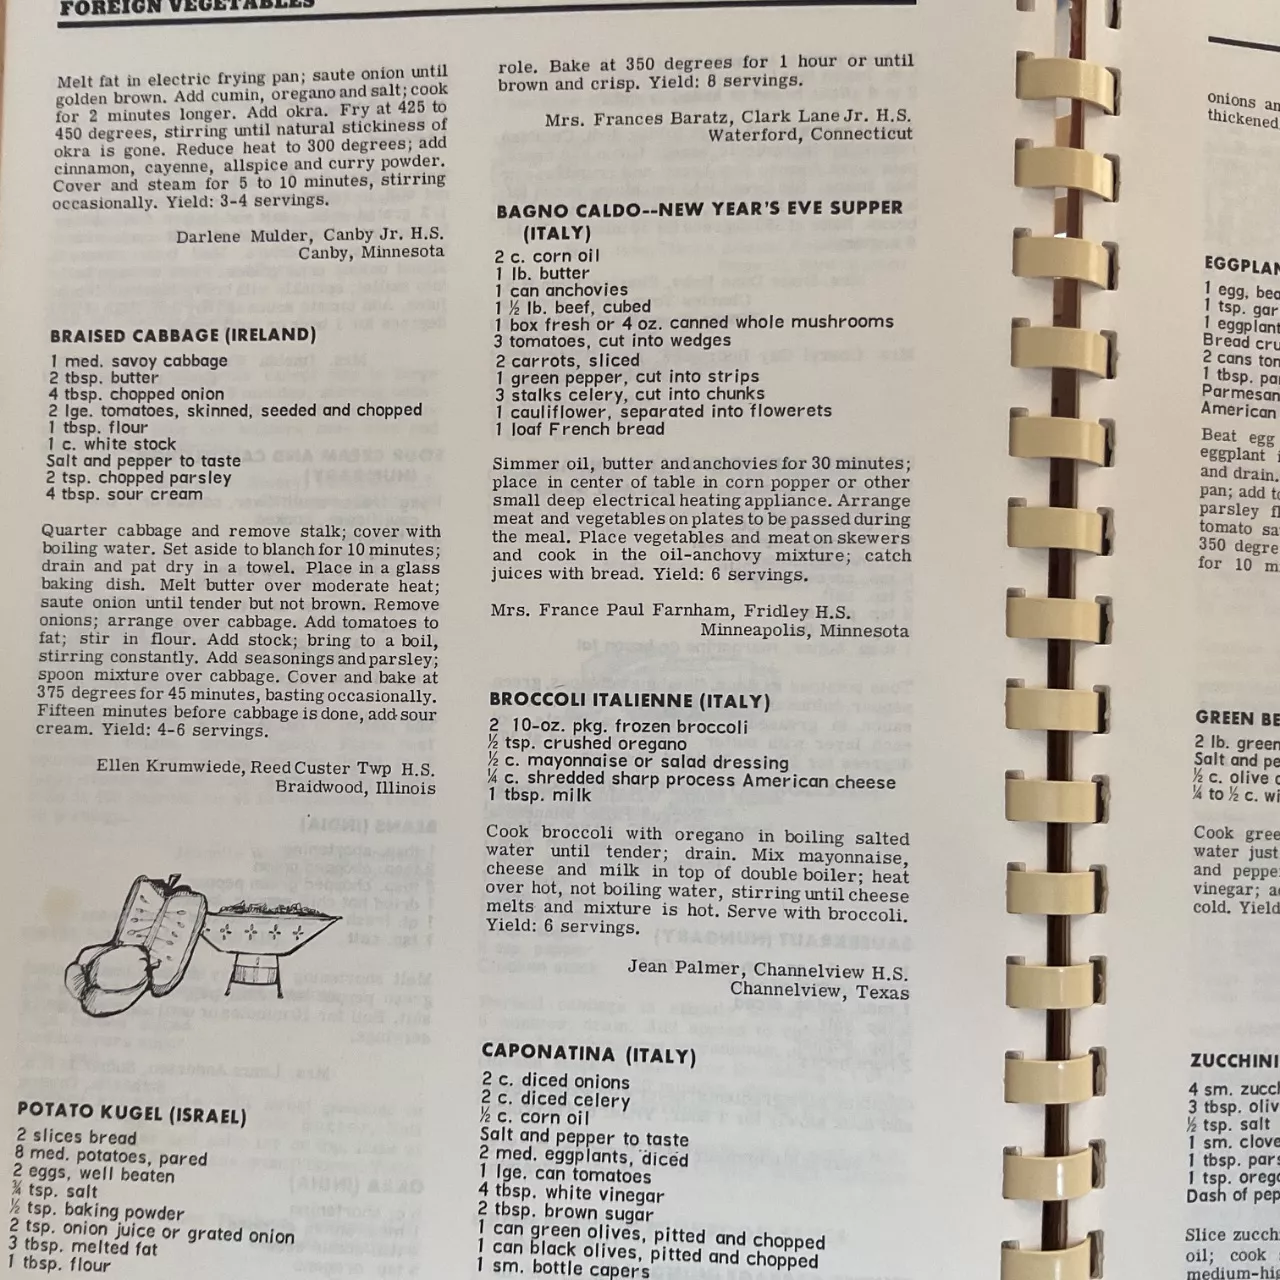 FOREIGN VEGETABLES
Melt fat in electric frying pan; saute onion until
golden brown. Add cumin, oregano and salt; cook
for 2 minutes longer. Add okra. Fry at 425 to
450 degrees, stirring until natural stickiness of
okra is gone. Reduce heat to 300 degrees; add
cinnamon, cayenne, allspice and curry powder.
Cover and steam for 5 to 10 minutes, stirring
occasionally. Yield: 3-4 servings.
Darlene Mulder, Canby Jr. H.S.
Canby, Minnesota
BRAISED CABBAGE (IRELAND)
1 med. savoy cabbage
2 tbsp. butter
4 tbsp. chopped onion
2 lge. tomatoes, skinned, seeded and chopped
1 tbsp. flour
1 c. white stock
Salt and pepper to taste
2 tsp. chopped parsley
4 tbsp. sour cream
Quarter cabbage and remove stalk; cover with
boiling water. Set aside to blanch for 10 minutes;
drain and pat dry in a towel. Place in a glass
baking dish. Melt butter over moderate heat;
saute onion until tender but not brown. Remove
onions; arrange over cabbage. Add tomatoes to
fat; stir in flour. Add stock; bring to a boil,
stirring constantly. Add seasonings and parsley;
spoon mixture over cabbage. Cover and bake at
375 degrees for 45 minutes, basting occasionally.
Fifteen minutes before cabbage is done, add sour
cream. Yield: 4-6 servings.
Ellen Krumwiede, Reed Custer Twp H.S.
Braidwood, Illinois
POTATO KUGEL (ISRAEL)
2 slices bread
8 med. potatoes, pared
2 eggs, well beaten
¾ tsp. salt
½ tsp. baking powder
2 tsp. onion juice or grated onion
3 tbsp. melted fat
1 tbsp. flour
role. Bake at 350 degrees for 1 hour or until
brown and crisp. Yield: 8 servings.
Mrs. Frances Baratz, Clark Lane Jr. H.S.
Waterford, Connecticut
BAGNO CALDO--NEW YEAR'S EVE SUPPER
(ITALY)
2 c. corn oil
1 lb. butter
1 can anchovies
1 ½ lb. beef, cubed
1 box fresh or 4 oz. canned whole mushrooms
3 tomatoes, cut into wedges
2 carrots, sliced
1 green pepper, cut into strips
3 stalks celery, cut into chunks
1 cauliflower, separated into flowerets
1 loaf French bread
Simmer oil, butter and anchovies for 30 minutes;
place in center of table in corn popper or other
small deep electrical heating appliance. Arrange
meat and vegetables on plates to be passed during
the meal. Place vegetables and meat on skewers
and cook in the oil-anchovy mixture; catch
juices with bread. Yield: 6 servings.
Mrs. France Paul Farnham, Fridley H.S.
Minneapolis, Minnesota
BROCCOLI ITALIENNE (ITALY)
2 10-oz. pkg. frozen broccoli
½ tsp. crushed oregano
½ c. mayonnaise or salad dressing
¼ c. shredded sharp process American cheese
1 tbsp. milk
Cook broccoli with oregano in boiling salted
water until tender; drain. Mix mayonnaise,
cheese and milk in top of double boiler; heat
over hot, not boiling water, stirring until cheese
melts and mixture is hot. Serve with broccoli.
Yield: 6 servings.
Jean Palmer, Channelview H.S.
Channelview, Texas
CAPONATINA (ITALY)
2 c. diced onions
2 c. diced celery
½ c. corn oil
Salt and pepper to taste
2 med. eggplants, diced
1 lge. can tomatoes
4 tbsp. white vinegar
2 tbsp. brown sugar
1 can green olives, pitted and chopped
1 can black olives, pitted and chopped
1 sm. bottle capers
onions an
thickened
EGGPLAN
1 egg, bea
1 tsp. gar
1 eggplant
Bread cru
2 cans tom
1 tbsp. pa
Parmesan
American
Beat egg
eggplant i
and drain.
pan; add to
parsley fl
tomato sa
350 degre
for 10 m
GREEN BE
2 lb. green
Salt and pe
½ c. olive o
¼ to ½ c. wi
Cook gree
water just
and peppe
vinegar; a
cold. Yield
ZUCCHINI
4 sm. zucch
3 tbsp. oliv
½ tsp. salt
1 sm. clove
1 tbsp. pars
1 tsp. orega
Dash of pep
Slice zucchi
oil; cook
medium-hig